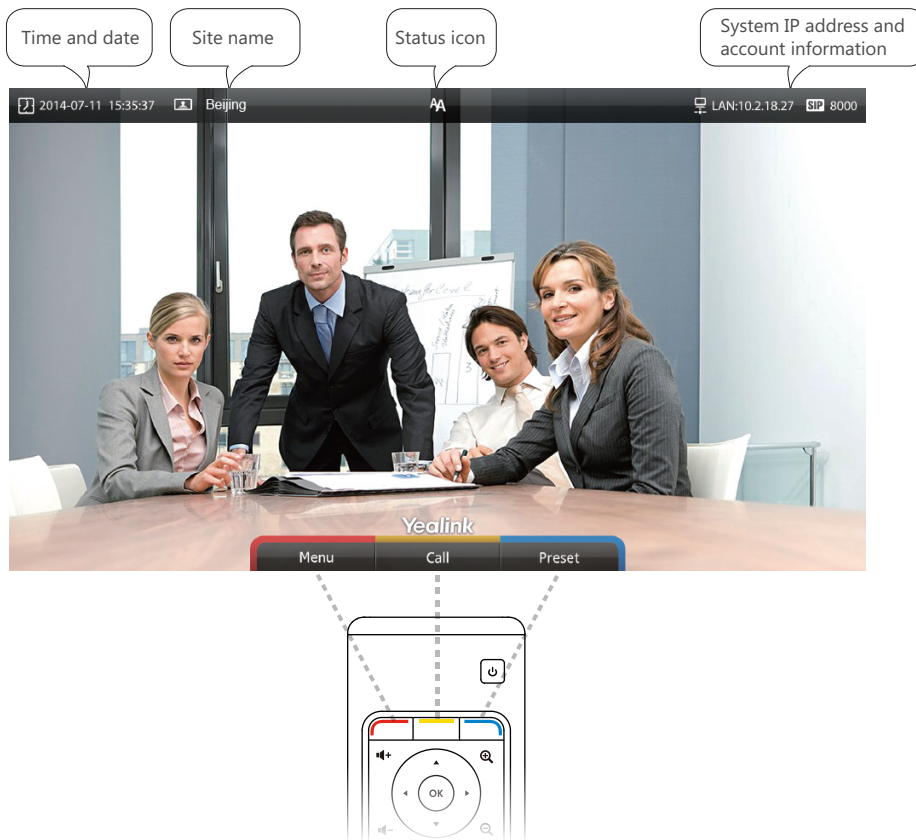 Time and date
Site name
Status icon
System IP address and
account information
2014-07-11 15:35:37
Beijing
AA
LAN:10.2.18.27
SIP 8000
Yealink
Menu
Call
Preset
OK